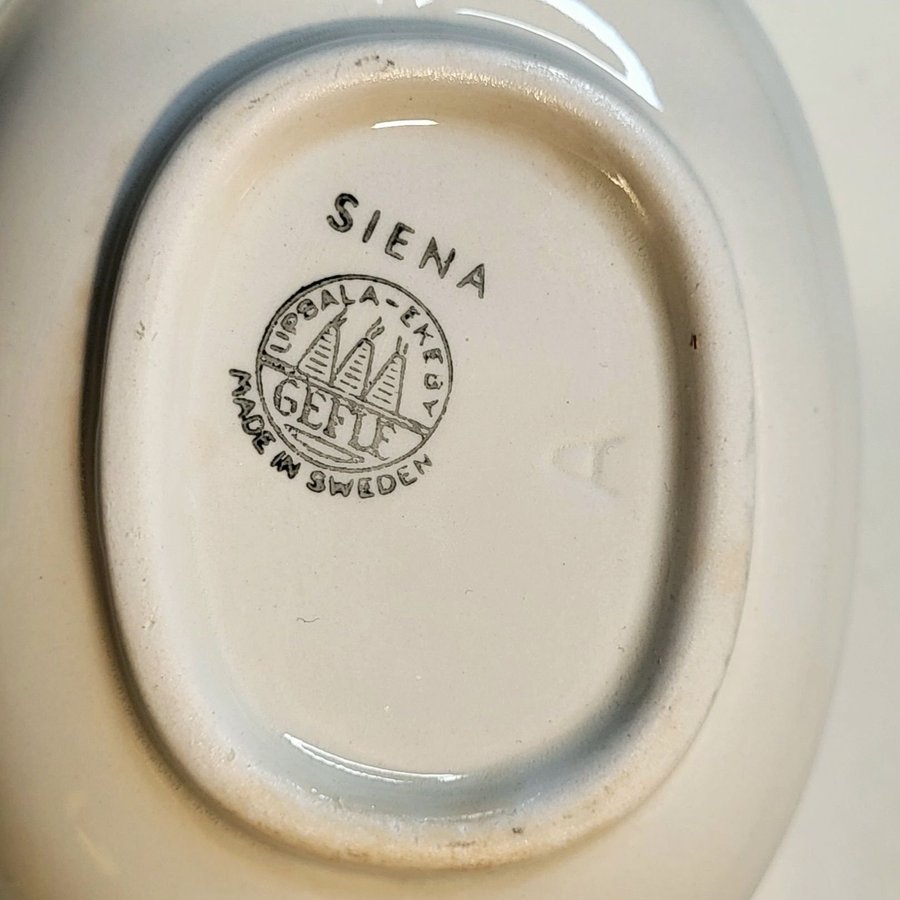 SIENA
UPSALA-EKEBY
GEFLE
MADE IN SWEDEN
A